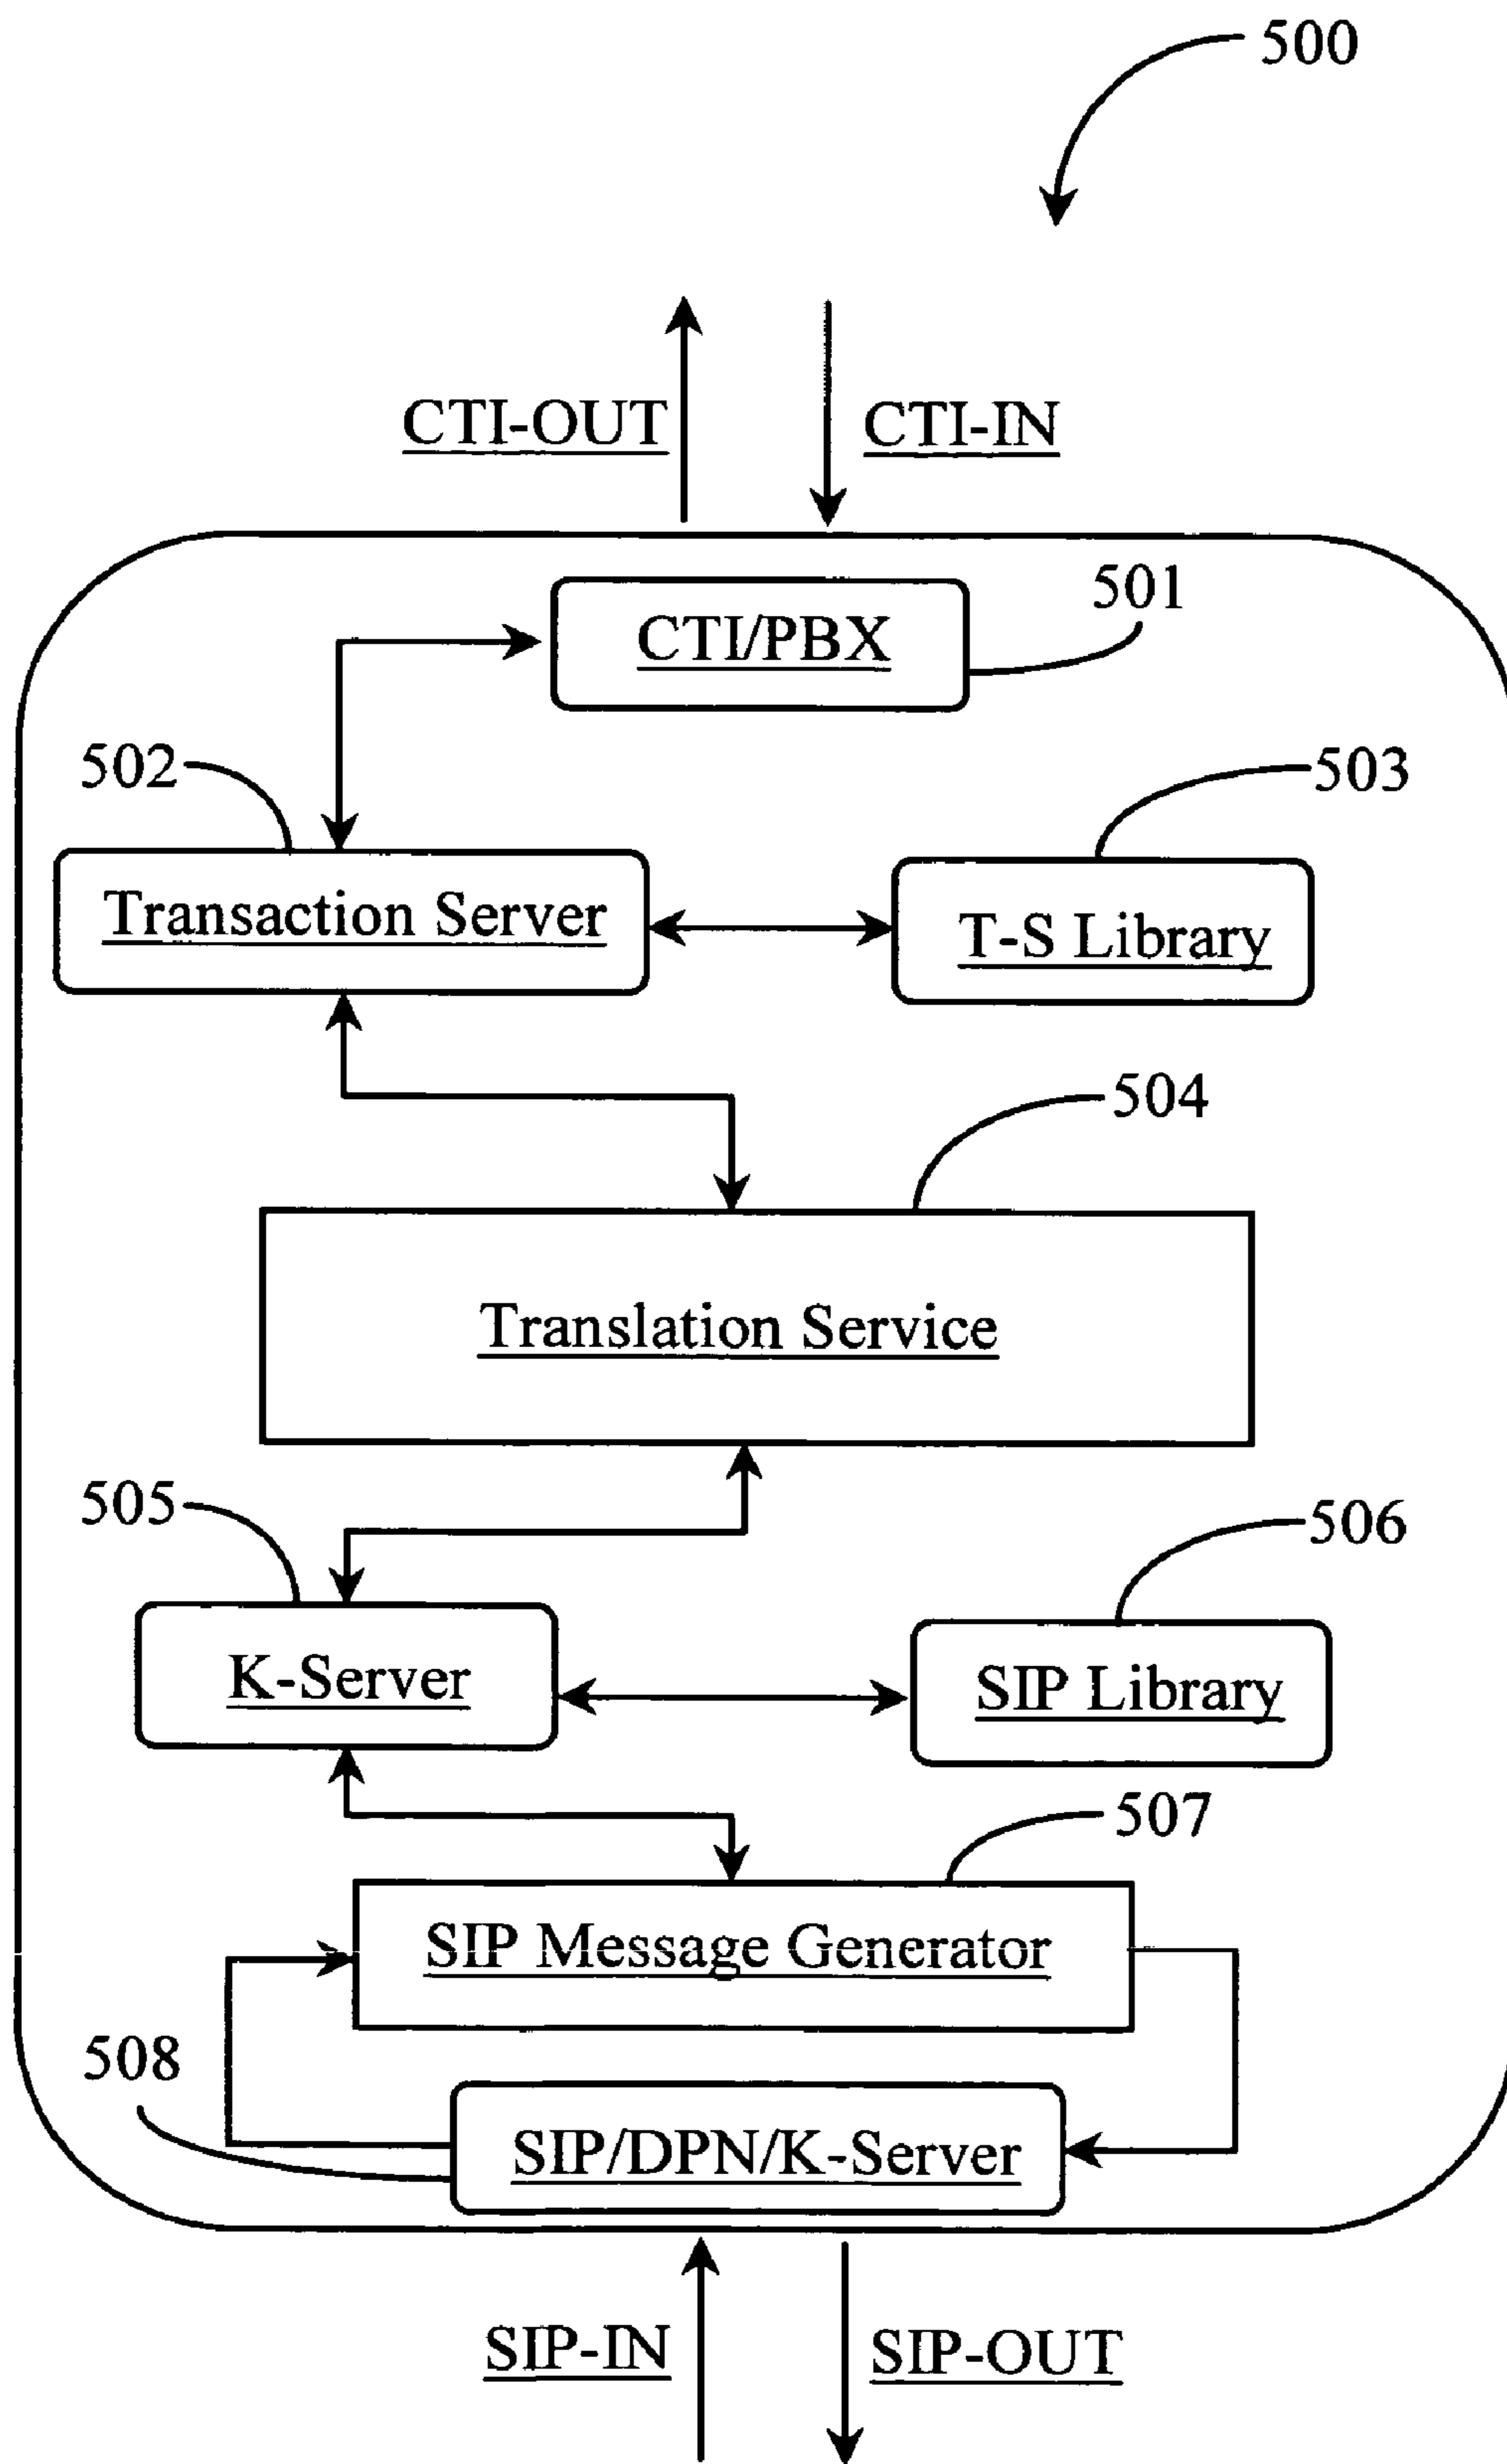 500
CTI-OUT
CTI-IN
501
CTI/PBX
502
503
Transaction Server
T-S Library
504
Translation Service
505
506
K-Server
SIP Library
507
SIP Message Generator
508
SIP/DPN/K-Server
SIP-IN
SIP-OUT